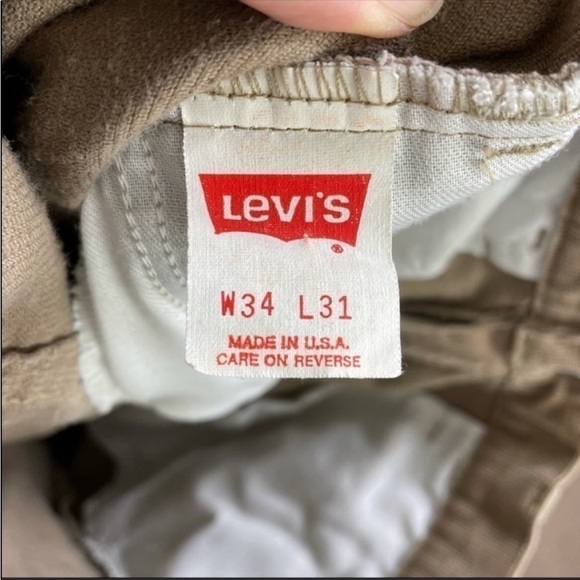 LEVI'S
®
W34 L31
MADE IN U.S.A.
CARE ON REVERSE